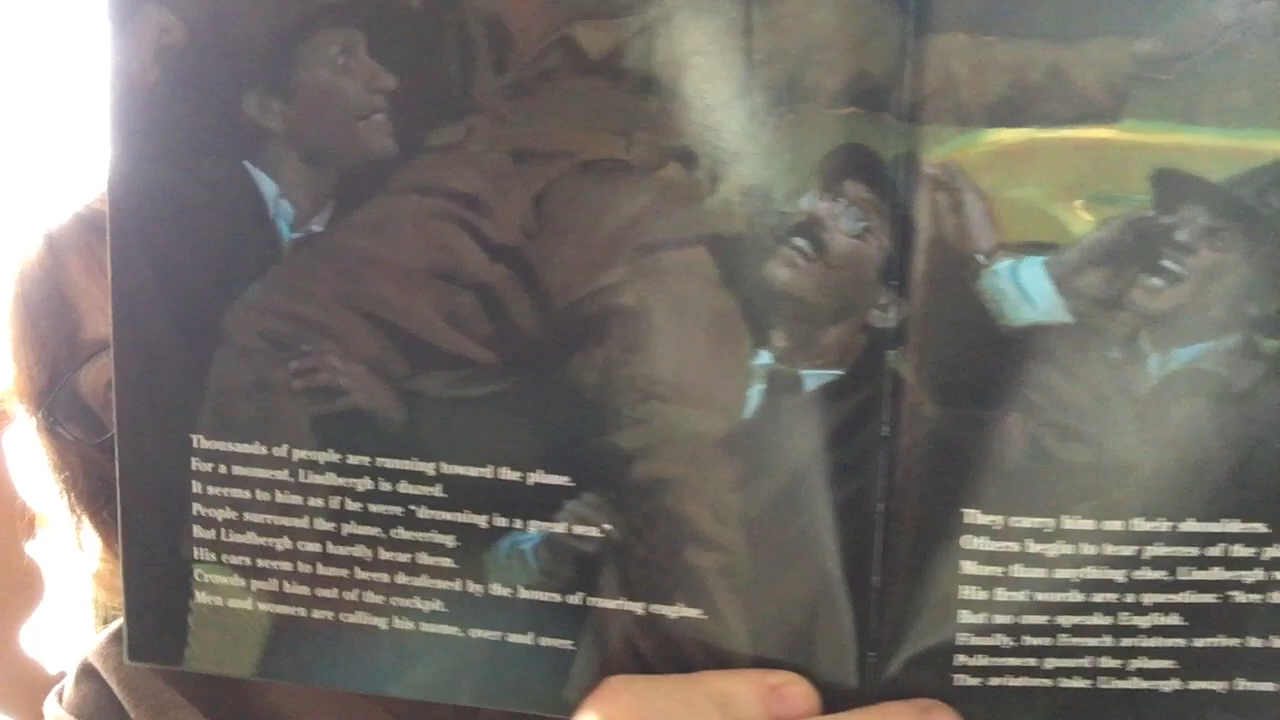 Thousands of people are running toward the plane.
For a moment, Lindbergh is dazed.
It seems to him as if he were "drowning in a great sea."
People surround the plane, cheering.
But Lindbergh can hardly hear them.
His ears seem to have been deafened by the hours of roaring engine.
Crowds pull him out of the cockpit.
Men and women are calling his name, over and over.
They carry him on their shoulders.
Others begin to tear pieces of the
More than anything else, Lindbergh
His first words are a question:
But no one speaks English.
Finally, two French aviators arrive to
Policemen guard the plane.
The aviators take Lindbergh away from